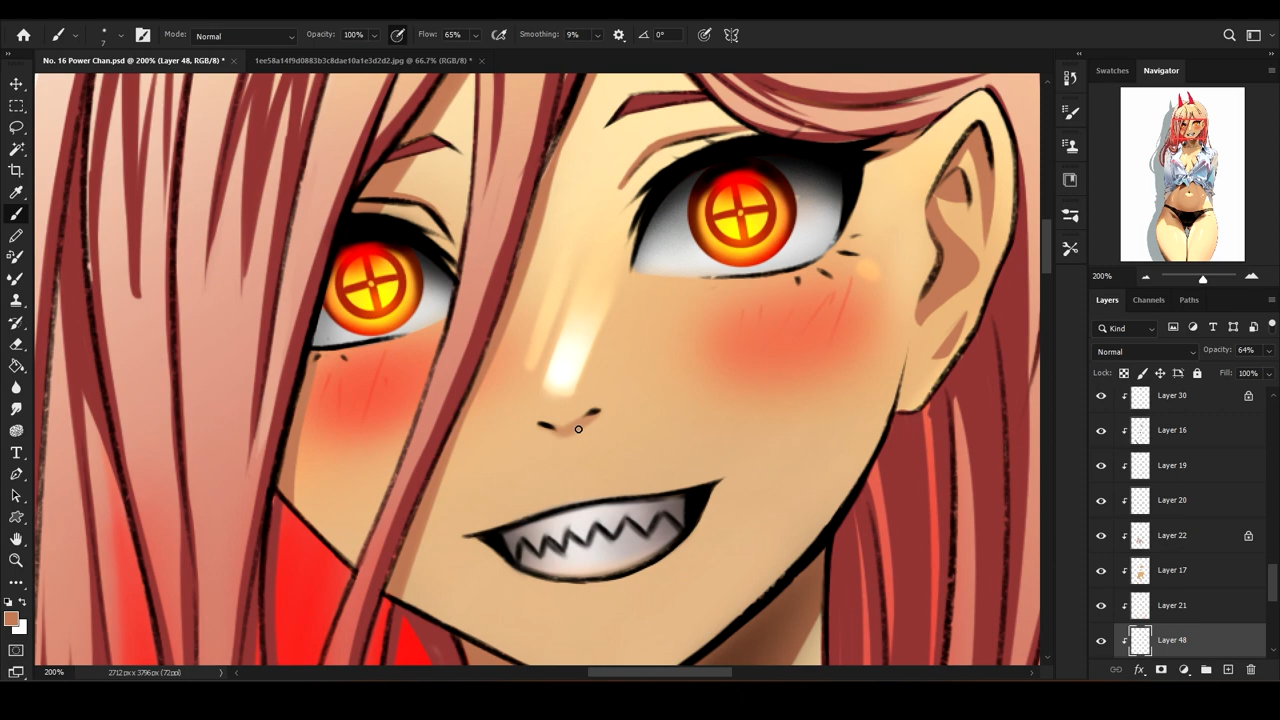 7 Mode: Normal Opacity: 100% Flow: 65% Smoothing: 9% 0°
No. 16 Power Chan.psd @ 200% (Layer 48, RGB/8) * 1ee58a14f9d0883b3c8dae10a1e3d2d2.jpg @ 66.7% (RGB/8) *
Swatches Navigator
200%
Layers Channels Paths
Kind
Normal Opacity: 64%
Lock: Fill: 100%
Layer 30
Layer 16
Layer 19
Layer 20
Layer 22
Layer 17
Layer 21
Layer 48
200% 2712 px x 3796 px (72 ppi)
fx